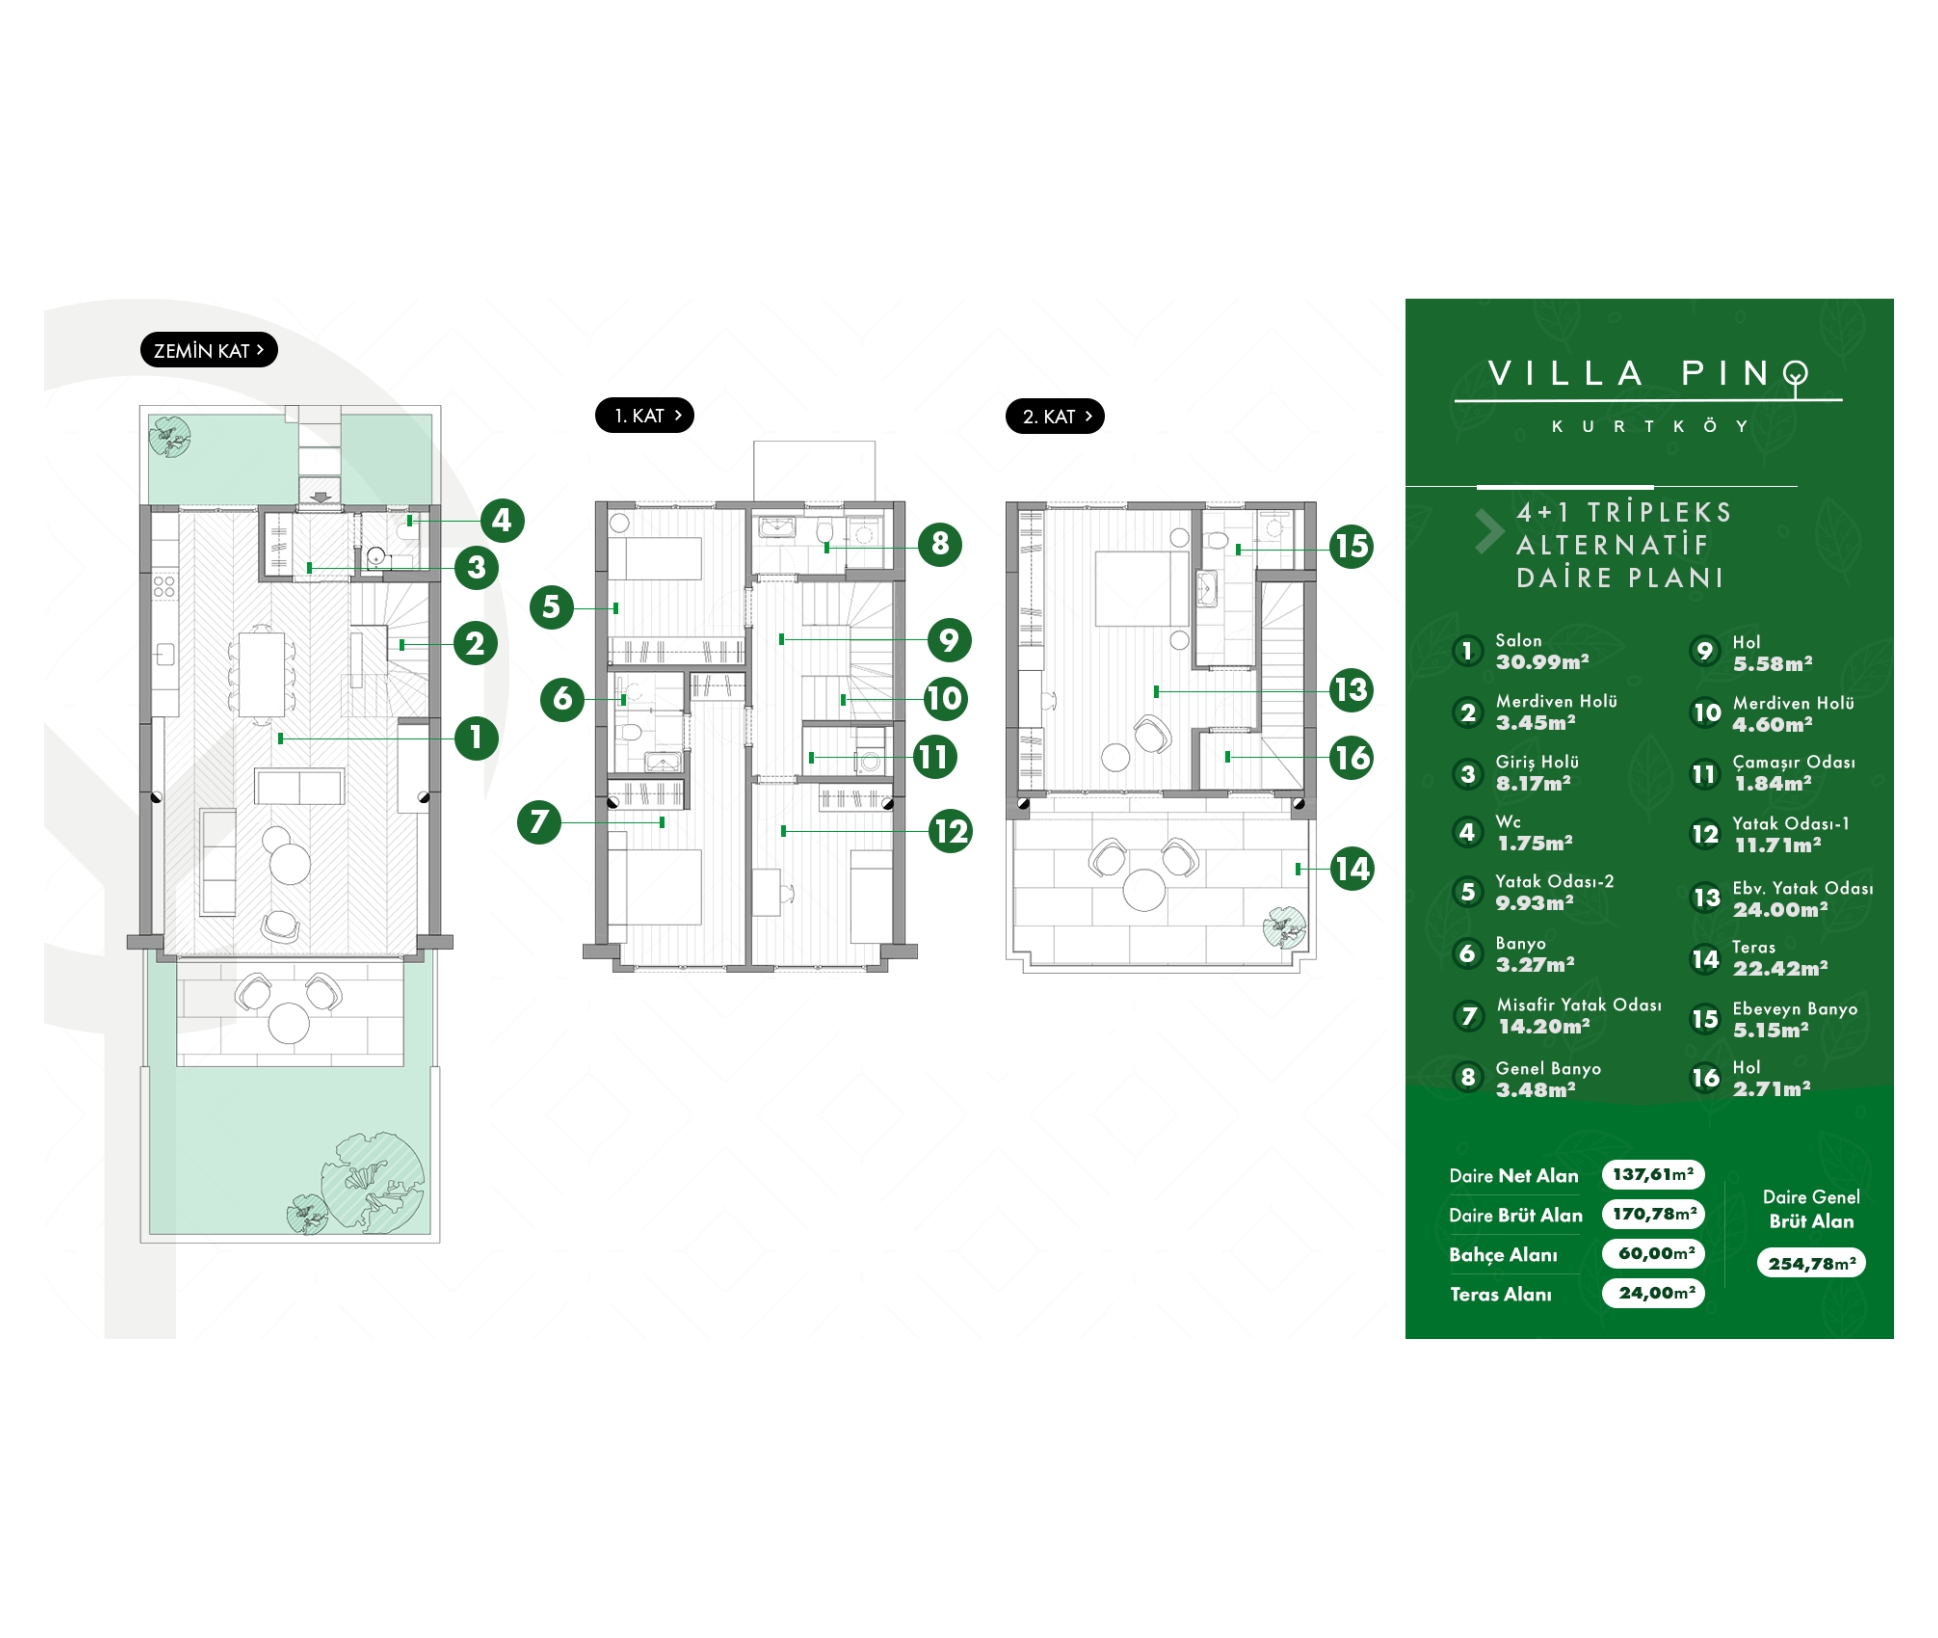 ZEMİN KAT >
1. KAT >
2. KAT >
4
3
2
1
5
6
7
8
9
10
11
12
15
13
16
14
VILLA PINO
KURTKÖY
4+1 TRİPLEKS
ALTERNATİF
DAİRE PLANI
1 Salon
30.99m²
2 Merdiven Holü
3.45m²
3 Giriş Holü
8.17m²
4 Wc
1.75m²
5 Yatak Odası-2
9.93m²
6 Banyo
3.27m²
7 Misafir Yatak Odası
14.20m²
8 Genel Banyo
3.48m²
9 Hol
5.58m²
10 Merdiven Holü
4.60m²
11 Çamaşır Odası
1.84m²
12 Yatak Odası-1
11.71m²
13 Ebv. Yatak Odası
24.00m²
14 Teras
22.42m²
15 Ebeveyn Banyo
5.15m²
16 Hol
2.71m²
Daire Net Alan 137,61m²
Daire Brüt Alan 170,78m²
Bahçe Alanı 60,00m²
Teras Alanı 24,00m²
Daire Genel
Brüt Alan
254,78m²